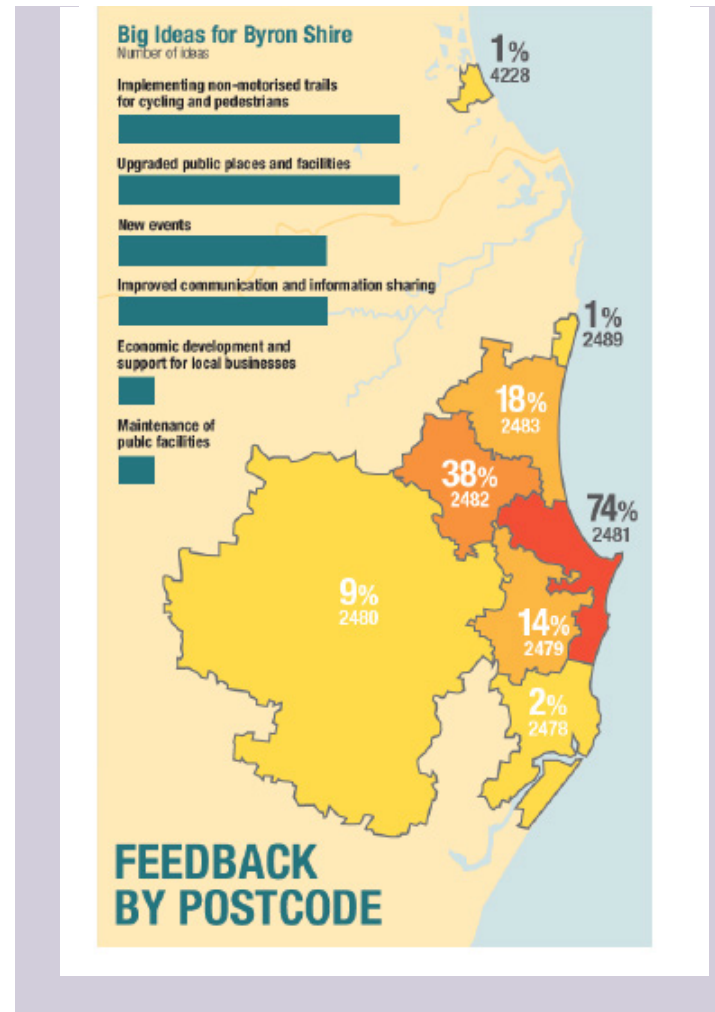 Big Ideas for Byron Shire
Number of ideas
Implementing non-motorised trails
for cycling and pedestrians
Upgraded public places and facilities
New events
Improved communication and information sharing
Economic development and
support for local businesses
Maintenance of
public facilities
1%
4228
1%
2489
18%
2483
38%
2482
74%
2481
9%
2480
14%
2479
2%
2478
FEEDBACK
BY POSTCODE